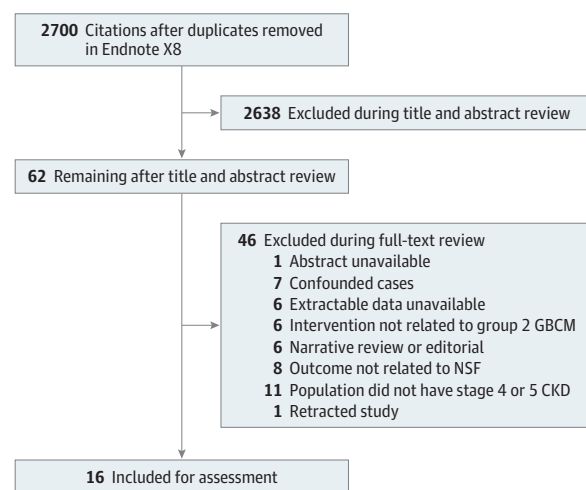 2700 Citations after duplicates removed
in Endnote X8
2638 Excluded during title and abstract review
62 Remaining after title and abstract review
46 Excluded during full-text review
1 Abstract unavailable
7 Confounded cases
6 Extractable data unavailable
6 Intervention not related to group 2 GBCM
6 Narrative review or editorial
8 Outcome not related to NSF
11 Population did not have stage 4 or 5 CKD
1 Retracted study
16 Included for assessment